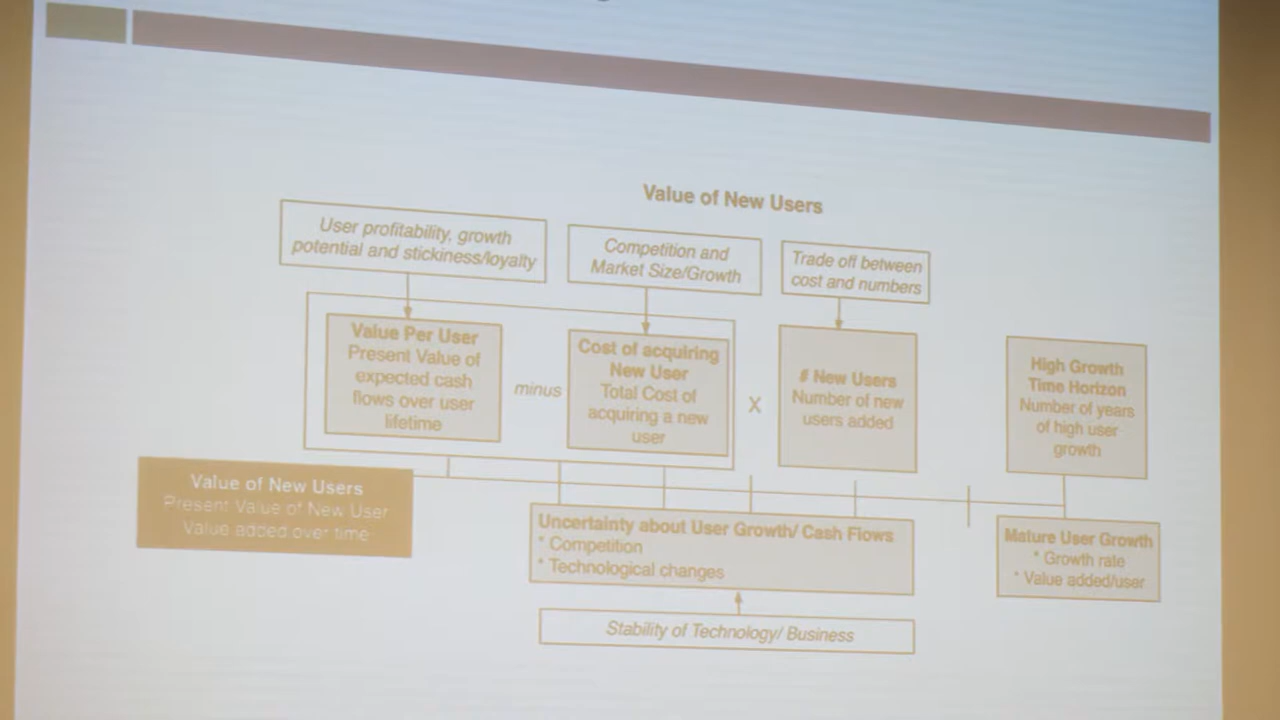 Value of New Users
User profitability, growth
potential and stickiness/loyalty
Competition and
Market Size/Growth
Trade off between
cost and numbers
Value Per User
Present Value of
expected cash
flows over user
lifetime
minus
Cost of acquiring
New User
Total Cost of
acquiring a new
user
X
# New Users
Number of new
users added
High Growth
Time Horizon
Number of years
of high user
growth
Value of New Users
Present Value of New User
Value added over time
Uncertainty about User Growth/ Cash Flows
* Competition
* Technological changes
Mature User Growth
* Growth rate
* Value added/user
Stability of Technology/ Business